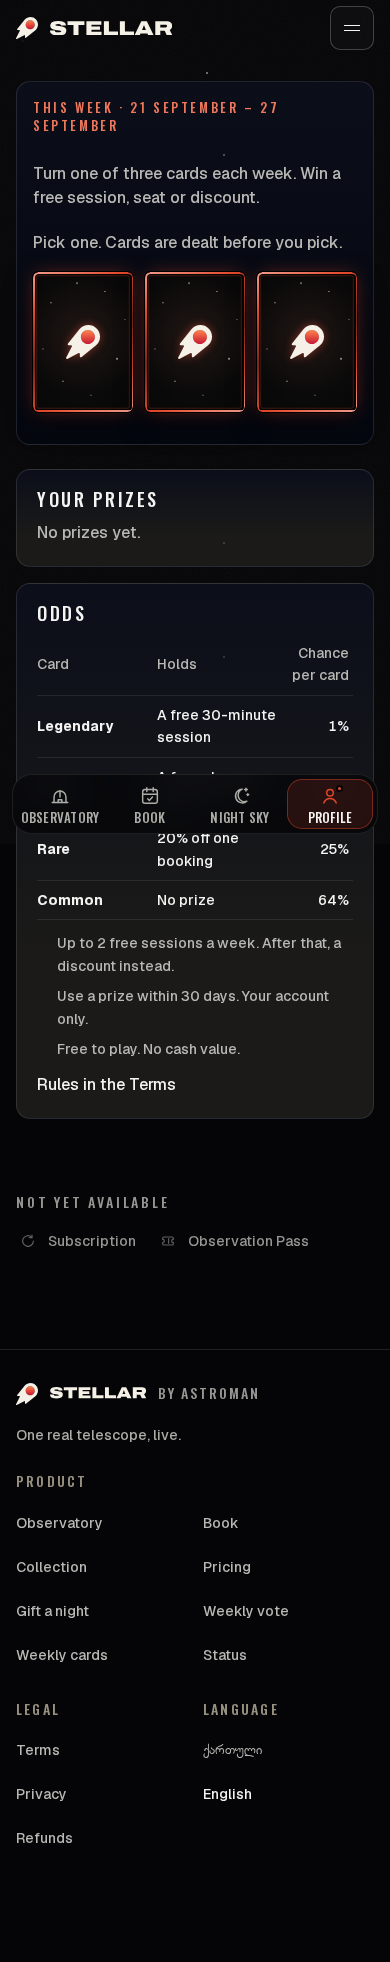 STELLAR
THIS WEEK · 21 SEPTEMBER – 27
SEPTEMBER
Turn one of three cards each week. Win a
free session, seat or discount.
Pick one. Cards are dealt before you pick.
YOUR PRIZES
No prizes yet.
ODDS
Card Holds Chance
per card
Legendary A free 30-minute
session 1%
OBSERVATORY BOOK NIGHT SKY PROFILE
Rare 20% off one
booking 25%
Common No prize 64%
Up to 2 free sessions a week. After that, a
discount instead.
Use a prize within 30 days. Your account
only.
Free to play. No cash value.
Rules in the Terms
NOT YET AVAILABLE
Subscription Observation Pass
STELLAR BY ASTROMAN
One real telescope, live.
PRODUCT
Observatory Book
Collection Pricing
Gift a night Weekly vote
Weekly cards Status
LEGAL LANGUAGE
Terms ქართული
Privacy English
Refunds